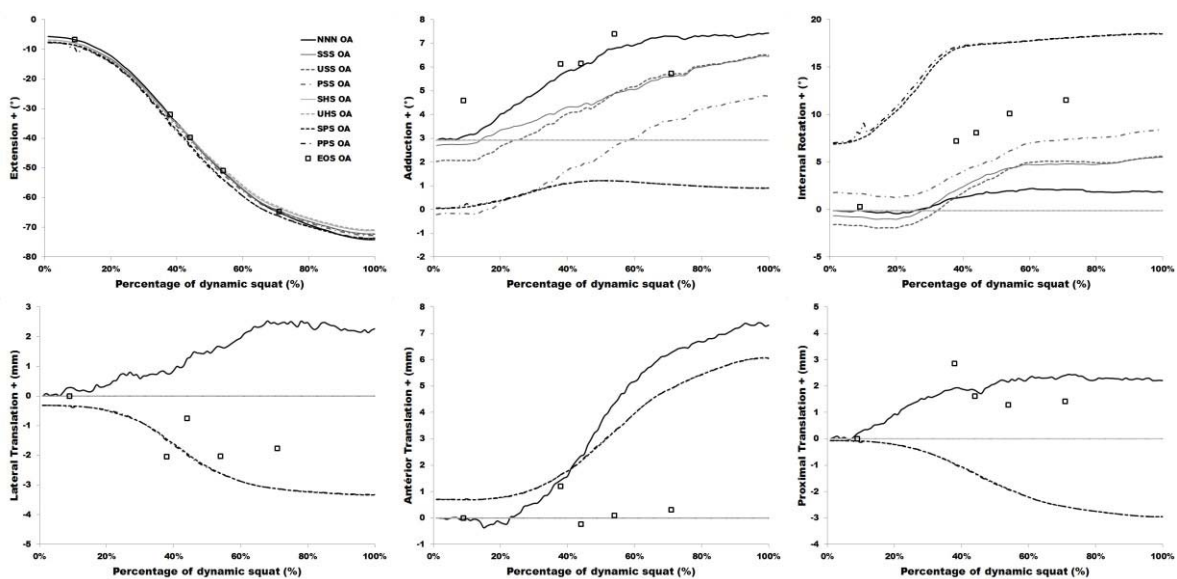 Extension + (°)
0
-10
-20
-30
-40
-50
-60
-70
-80
NNN OA
SSS OA
USS OA
PSS OA
SHS OA
UHS OA
SPS OA
PPS OA
EOS OA
0% 20% 40% 60% 80% 100%
Percentage of dynamic squat (%)
Adduction + (°)
8
7
6
5
4
3
2
1
0
-1
-2
0% 20% 40% 60% 80% 100%
Percentage of dynamic squat (%)
Internal Rotation + (°)
20
15
10
5
0
-5
0% 20% 40% 60% 80% 100%
Percentage of dynamic squat (%)
Lateral Translation + (mm)
3
2
1
0
-1
-2
-3
-4
-5
0% 20% 40% 60% 80% 100%
Percentage of dynamic squat (%)
Antérior Translation + (mm)
8
7
6
5
4
3
2
1
0
-1
0% 20% 40% 60% 80% 100%
Percentage of dynamic squat (%)
Proximal Translation + (mm)
5
4
3
2
1
0
-1
-2
-3
-4
0% 20% 40% 60% 80% 100%
Percentage of dynamic squat (%)